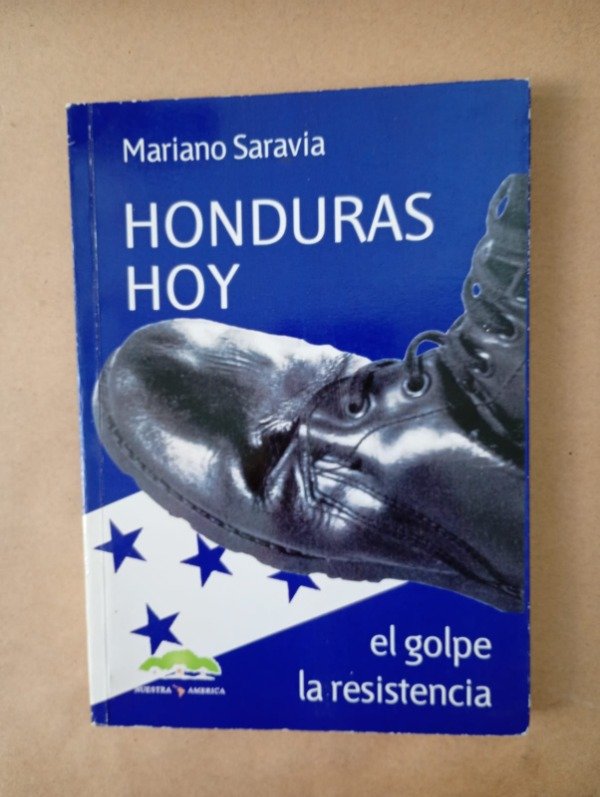 Mariano Saravia
HONDURAS
HOY
el golpe
la resistencia
NUESTRA AMERICA